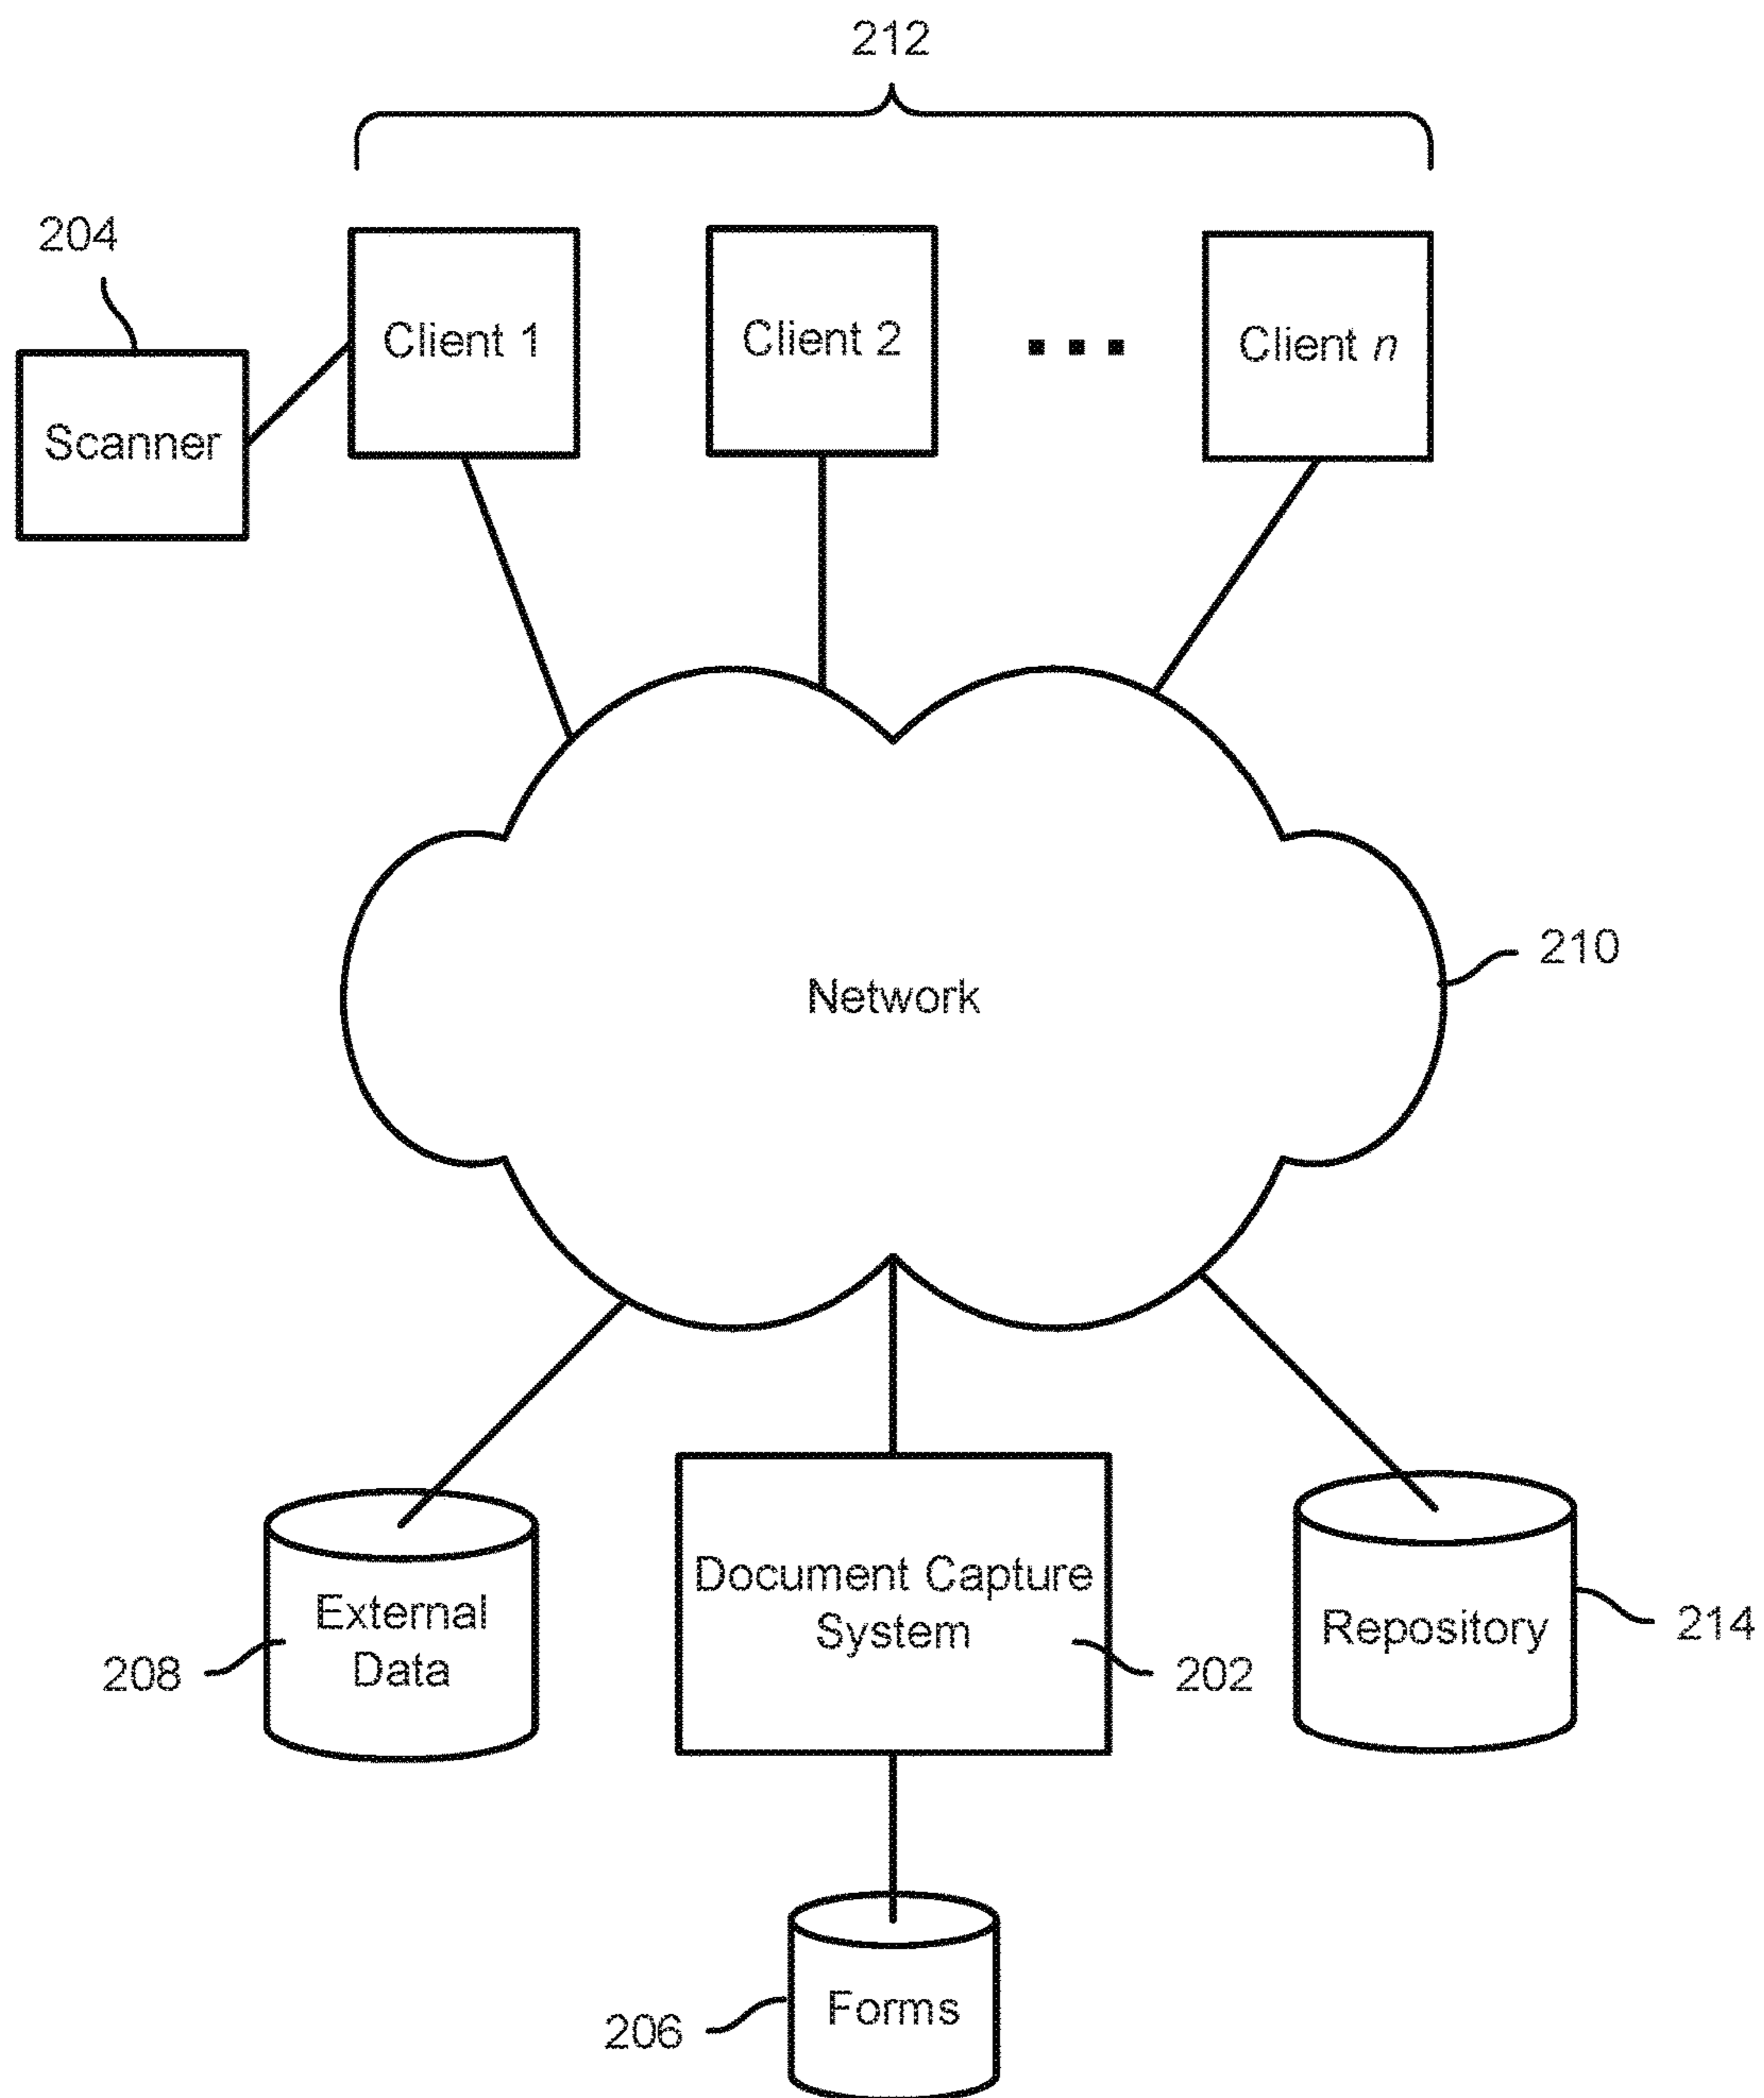 212
204
Scanner
Client 1
Client 2
...
Client n
Network
210
External
Data
208
Document Capture
System
202
Repository
214
Forms
206